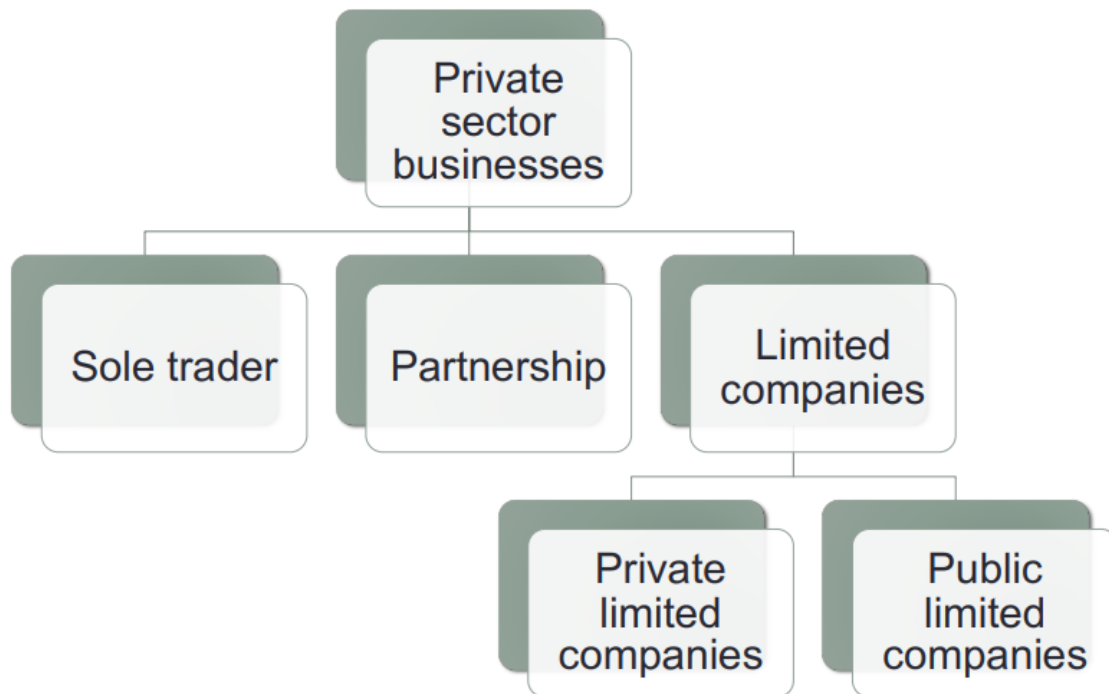 Private
sector
businesses
Sole trader
Partnership
Limited
companies
Private
limited
companies
Public
limited
companies